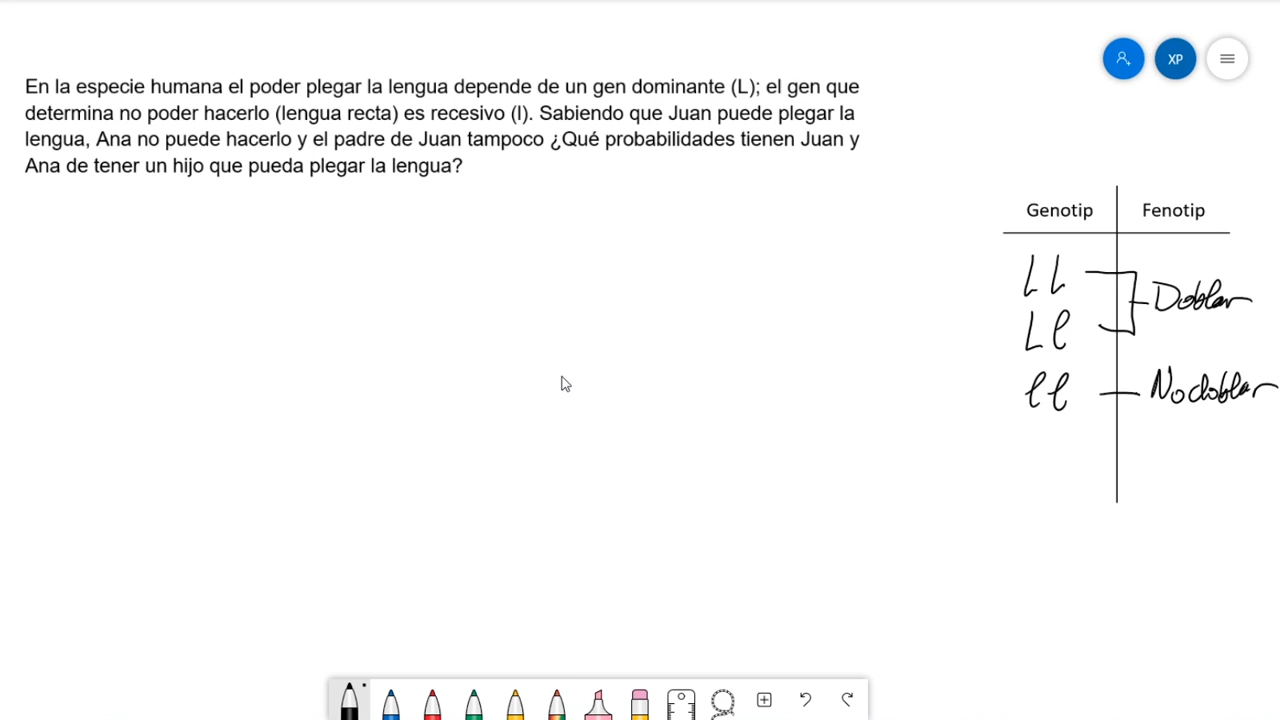 XP
En la especie humana el poder plegar la lengua depende de un gen dominante (L); el gen que
determina no poder hacerlo (lengua recta) es recesivo (l). Sabiendo que Juan puede plegar la
lengua, Ana no puede hacerlo y el padre de Juan tampoco ¿Qué probabilidades tienen Juan y
Ana de tener un hijo que pueda plegar la lengua?
Genotip Fenotip
LL
Doblar
Ll
ll No doblar